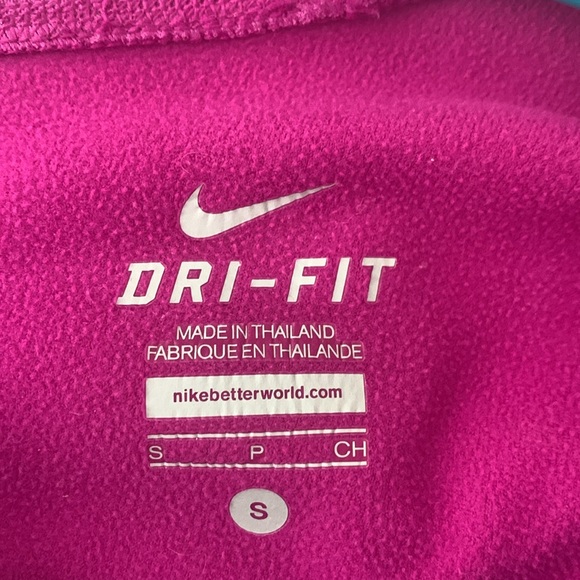 DRI-FIT
MADE IN THAILAND
FABRIQUE EN THAILANDE
nikebetterworld.com
S P CH
S